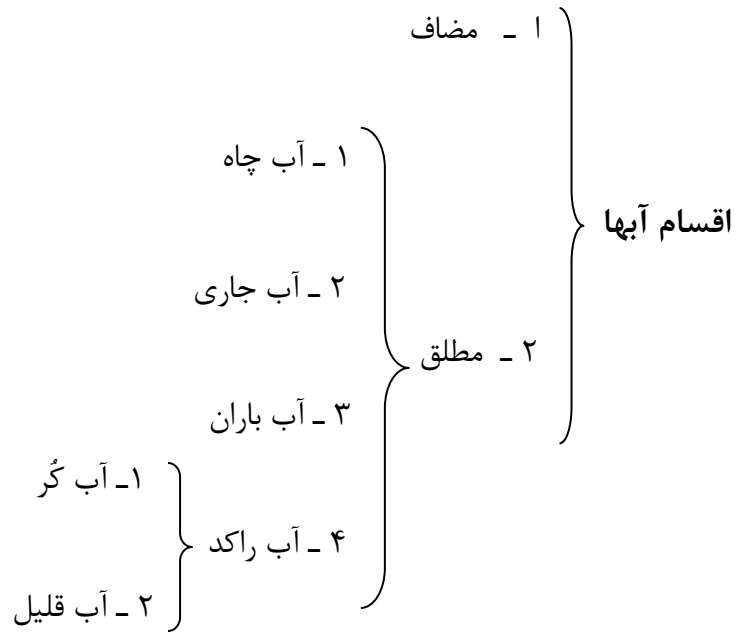 اقسام آبها
۱ ـ مضاف
۲ ـ مطلق
۱ ـ آب چاه
۲ ـ آب جاری
۳ ـ آب باران
۴ ـ آب راکد
۱ـ آب کُر
۲ ـ آب قلیل